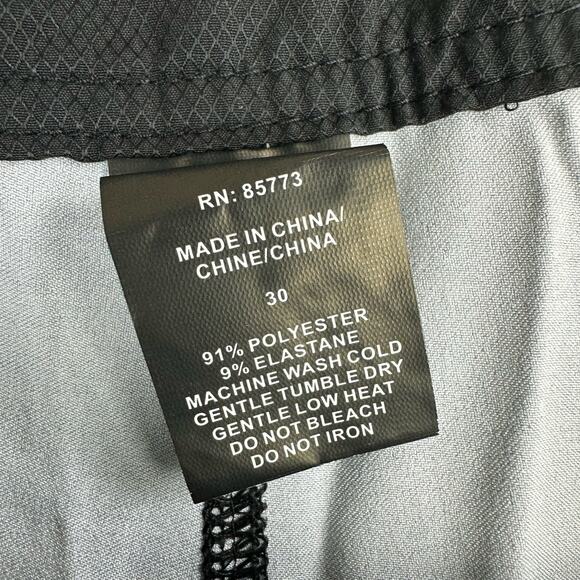 RN: 85773
MADE IN CHINA/
CHINE/CHINA
30
91% POLYESTER
9% ELASTANE
MACHINE WASH COLD
GENTLE TUMBLE DRY
GENTLE LOW HEAT
DO NOT BLEACH
DO NOT IRON